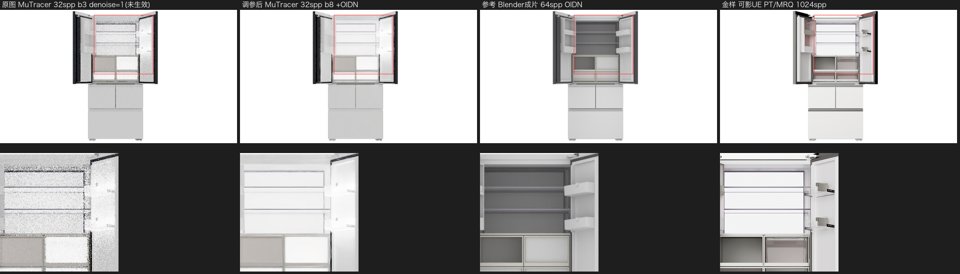 原图 MuTracer 32spp b3 denoise=1(未生效)
调参后 MuTracer 32spp b8 +OIDN
参考 Blender成片 64spp OIDN
金样 可影UE PT/MRQ 1024spp